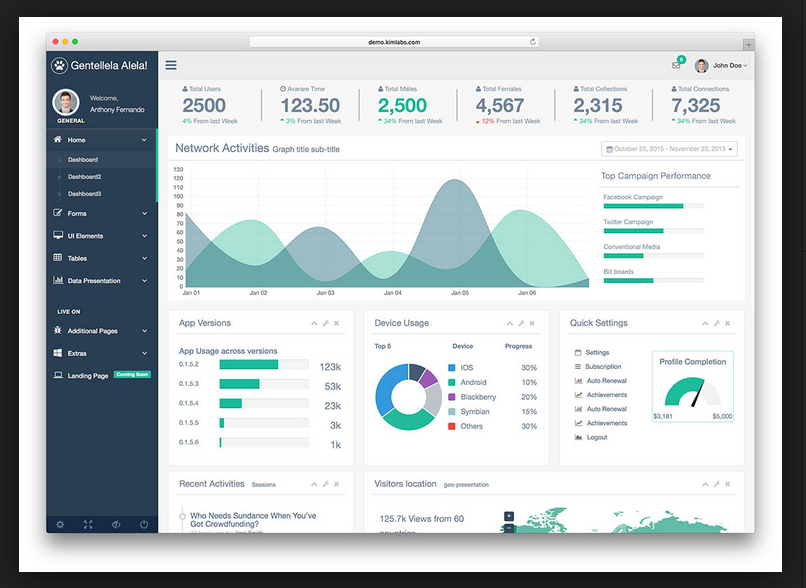 demo.kimlabs.com
Gentellela Alela!
6
John Doe
Welcome,
Anthony Fernando
GENERAL
Home
Dashboard
Dashboard2
Dashboard3
Forms
UI Elements
Tables
Data Presentation
LIVE ON
Additional Pages
Extras
Landing Page Coming Soon
Total Users
2500
4% From last Week
Avarare Time
123.50
3% From last Week
Total Males
2,500
34% From last Week
Total Females
4,567
12% From last Week
Total Collections
2,315
34% From last Week
Total Connections
7,325
34% From last Week
Network Activities Graph title sub-title
October 25, 2015 - November 23, 2015
130
120
110
100
90
80
70
60
50
40
30
20
10
0
Jan 01 Jan 02 Jan 03 Jan 04 Jan 05 Jan 06
Top Campaign Performance
Facebook Campaign
Twitter Campaign
Conventional Media
Bill boards
App Versions
App Usage across versions
0.1.5.2 123k
0.1.5.3 53k
0.1.5.4 23k
0.1.5.5 3k
0.1.5.6 1k
Device Usage
Top 5 Device Progress
IOS 30%
Android 10%
Blackberry 20%
Symbian 15%
Others 30%
Quick Settings
Settings
Subscription
Auto Renewal
Achievements
Auto Renewal
Achievements
Logout
Profile Completion
$3,181 $5,000
Recent Activities Sessions
Who Needs Sundance When You've
Got Crowdfunding?
Visitors location geo-presentation
125.7k Views from 60
countries
+
−